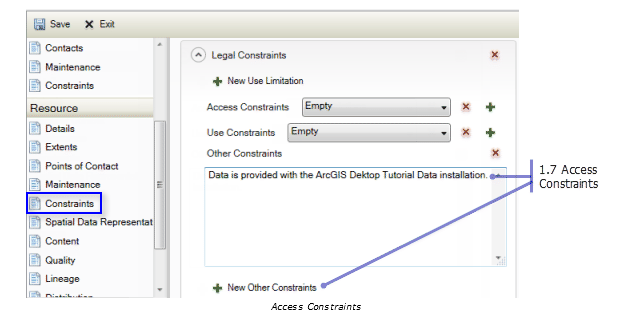 Save Exit
Contacts
Maintenance
Constraints
Resource
Details
Extents
Points of Contact
Maintenance
Constraints
Spatial Data Representat
Content
Quality
Lineage
Distribution
Legal Constraints
New Use Limitation
Access Constraints Empty
Use Constraints Empty
Other Constraints
Data is provided with the ArcGIS Dektop Tutorial Data installation.
New Other Constraints
1.7 Access
Constraints
Access Constraints